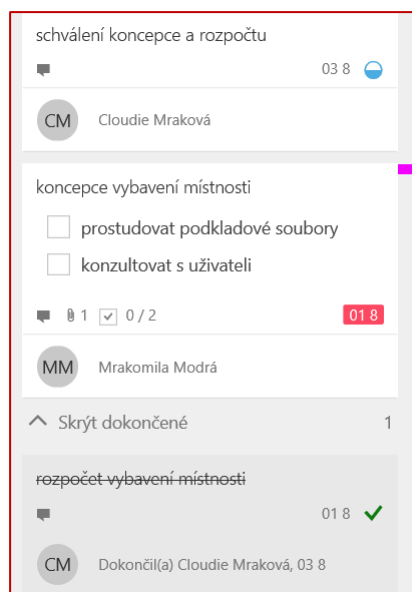 schválení koncepce a rozpočtu
03 8
CM Cloudie Mraková
koncepce vybavení místnosti
prostudovat podkladové soubory
konzultovat s uživateli
1 0 / 2 01 8
MM Mrakomila Modrá
Skrýt dokončené 1
rozpočet vybavení místnosti
01 8
CM Dokončil(a) Cloudie Mraková, 03 8